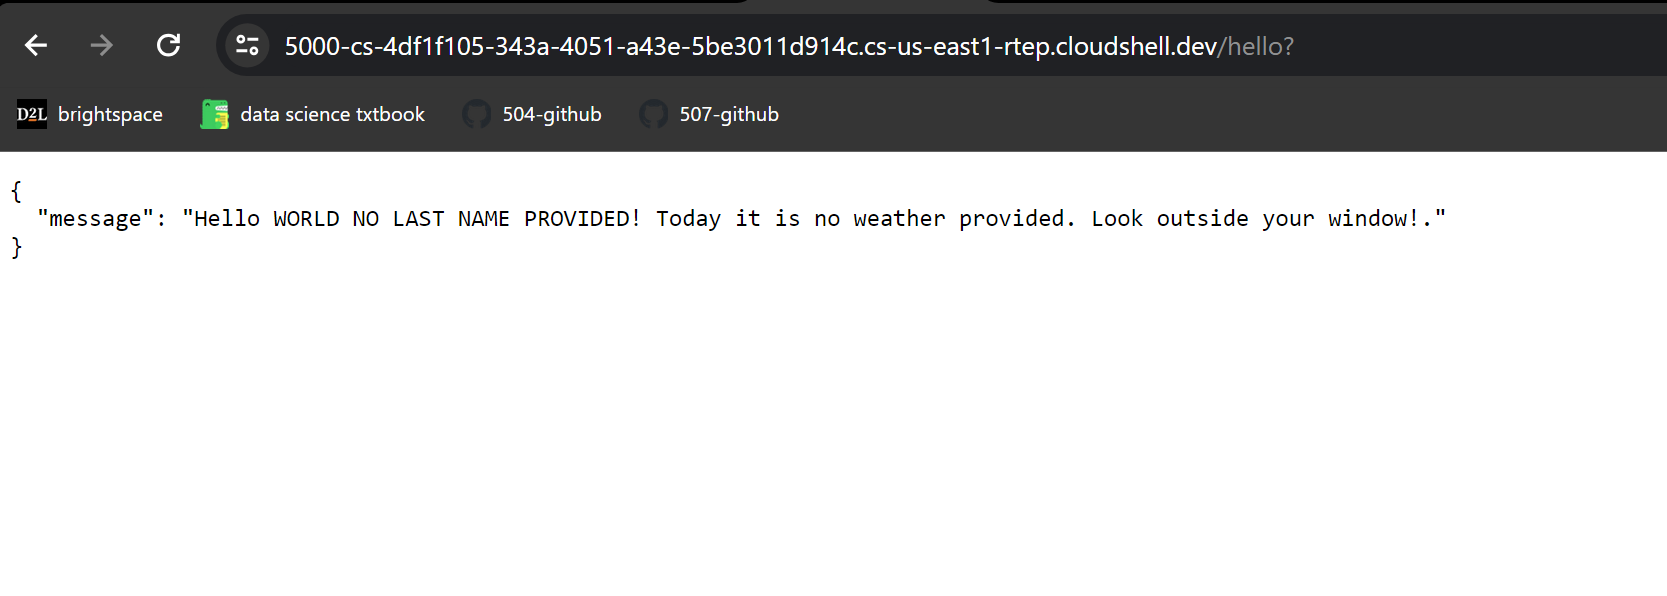 5000-cs-4df1f105-343a-4051-a43e-5be3011d914c.cs-us-east1-rtep.cloudshell.dev/hello?
D2L brightspace data science txtbook 504-github 507-github
{
"message": "Hello WORLD NO LAST NAME PROVIDED! Today it is no weather provided. Look outside your window!."
}